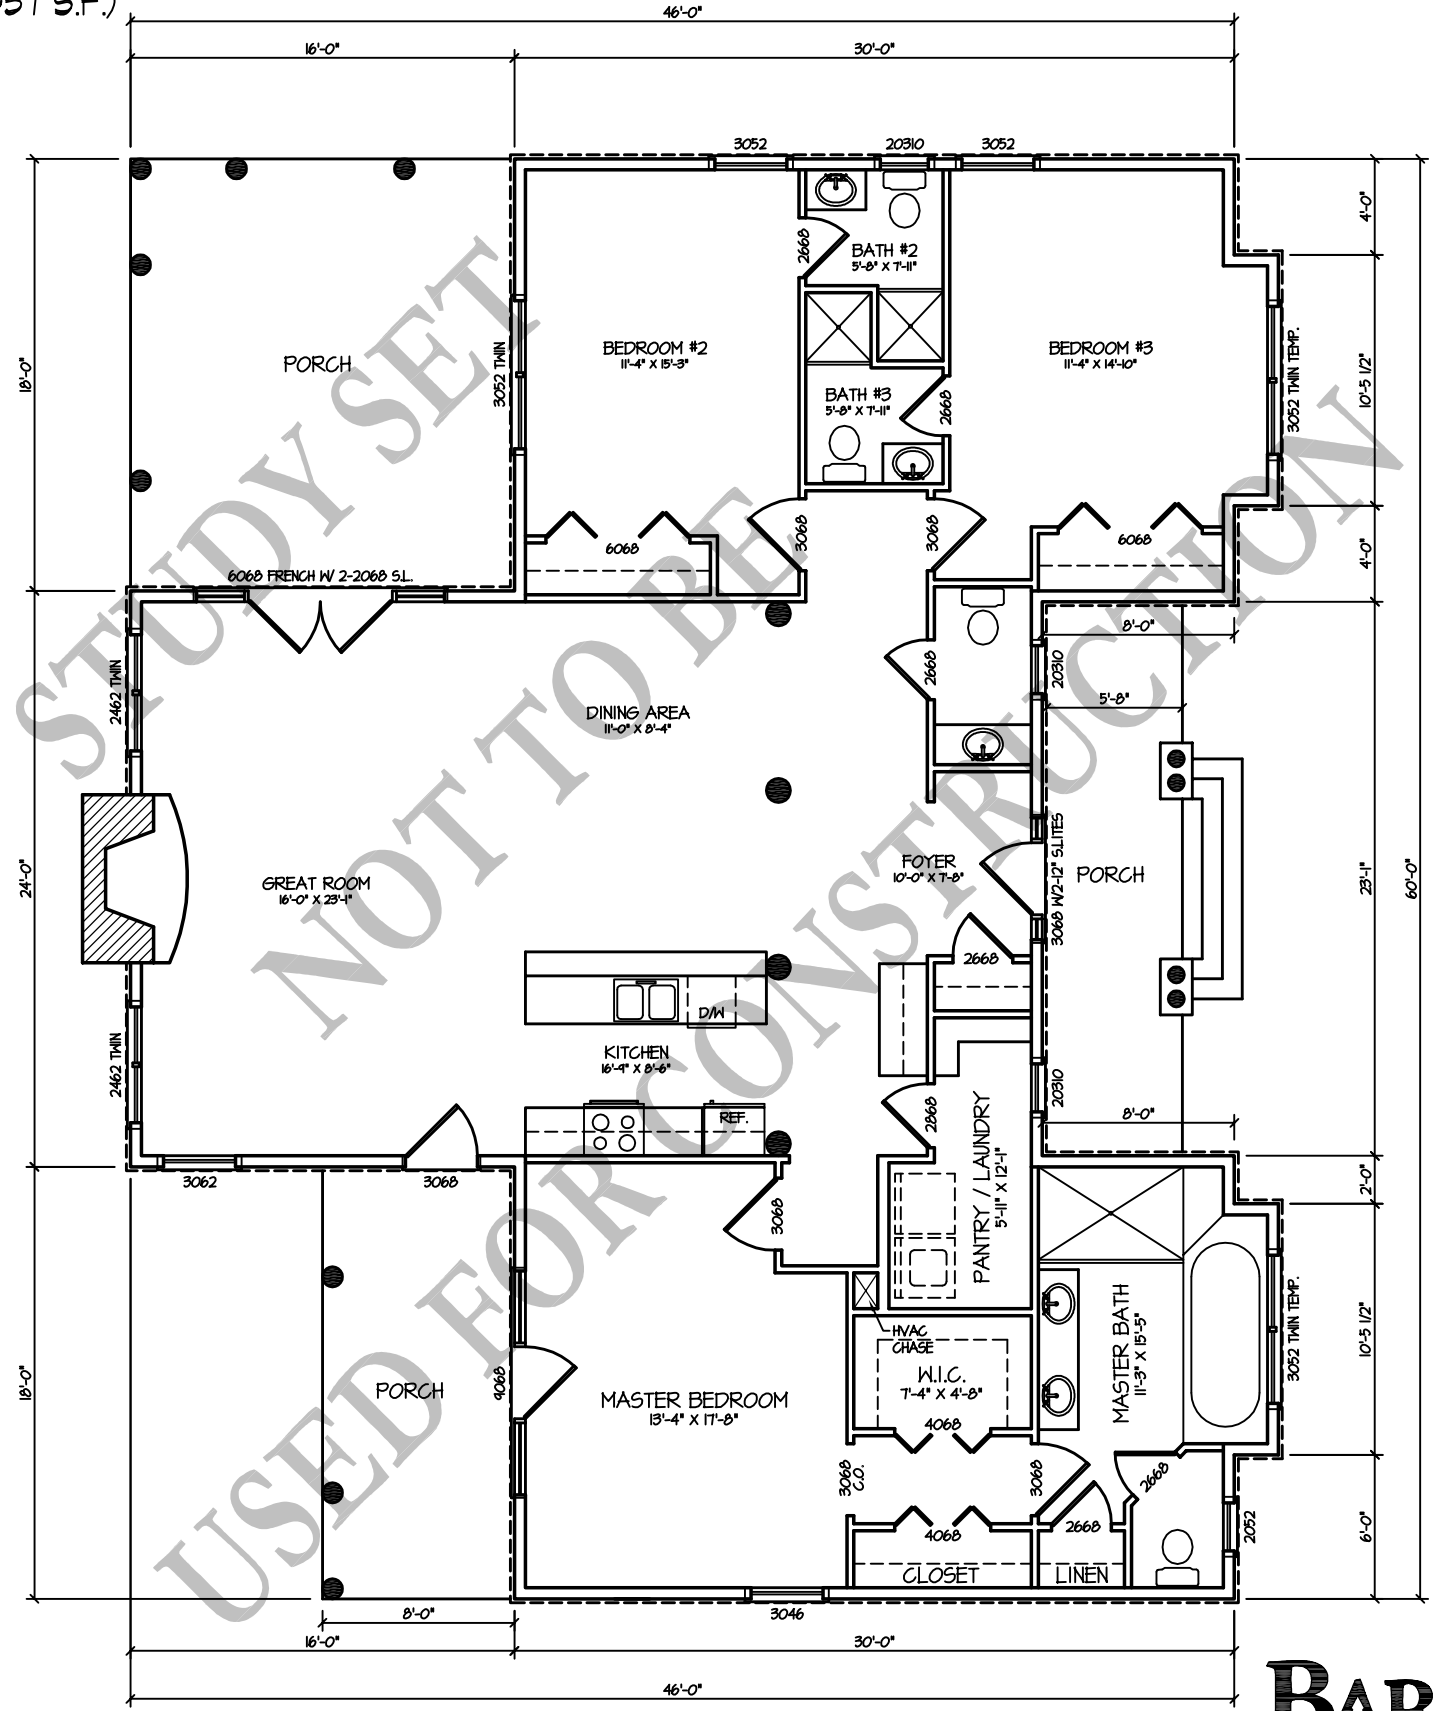 46'-0"
16'-0"
30'-0"
3052
20310
3052
4'-0"
2668
BATH #2
5'-8" X 7'-11"
PORCH
3052 TWIN
BEDROOM #2
11'-4" X 15'-3"
BEDROOM #3
11'-4" X 14'-10"
3052 TWIN TEMP.
10'-5 1/2"
18'-0"
BATH #3
5'-8" X 7'-11"
2668
6068
3068
3068
6068
4'-0"
6068 FRENCH W/ 2-2068 S.L.
8'-0"
2462 TWIN
2668
20310
5'-8"
DINING AREA
11'-0" X 8'-4"
STUDY SET
NOT TO BE
USED FOR CONSTRUCTION
24'-0"
GREAT ROOM
16'-0" X 23'-1"
FOYER
10'-0" X 7'-8"
3068 W/2-12" S.LITES
PORCH
23'-1"
60'-0"
2668
D/W
KITCHEN
16'-9" X 8'-6"
2462 TWIN
20310
REF.
2868
8'-0"
PANTRY / LAUNDRY
5'-11" X 12'-1"
3062
3068
2'-0"
3068
HVAC
CHASE
MASTER BATH
11'-3" X 15'-5"
3052 TWIN TEMP.
10'-5 1/2"
18'-0"
PORCH
9068
MASTER BEDROOM
13'-4" X 17'-8"
W.I.C.
7'-4" X 4'-8"
4068
3068
C.O.
3068
2668
4068
2668
2052
6'-0"
CLOSET
LINEN
8'-0"
3046
16'-0"
30'-0"
46'-0"